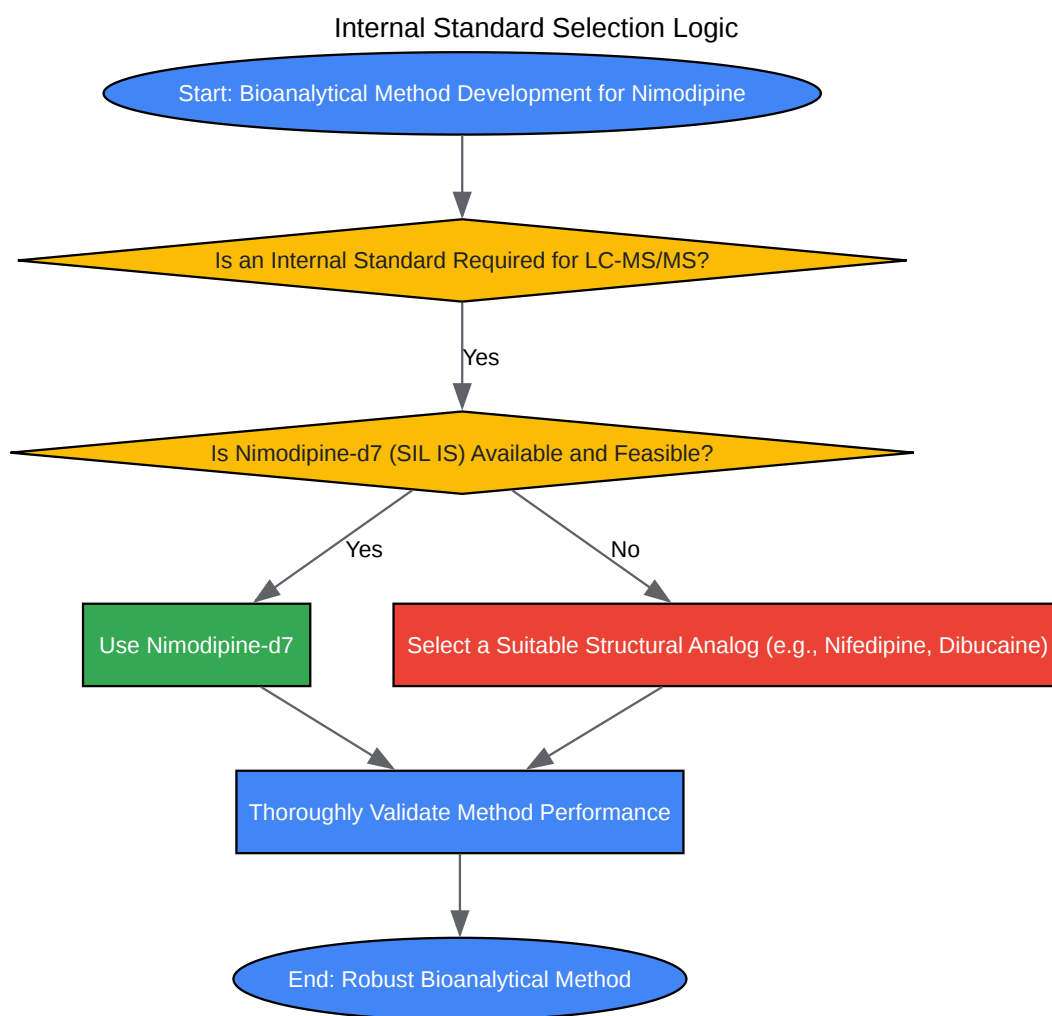 Internal Standard Selection Logic
Start: Bioanalytical Method Development for Nimodipine
Is an Internal Standard Required for LC-MS/MS?
Yes
Is Nimodipine-d7 (SIL IS) Available and Feasible?
Yes
No
Use Nimodipine-d7
Select a Suitable Structural Analog (e.g., Nifedipine, Dibucaine)
Thoroughly Validate Method Performance
End: Robust Bioanalytical Method